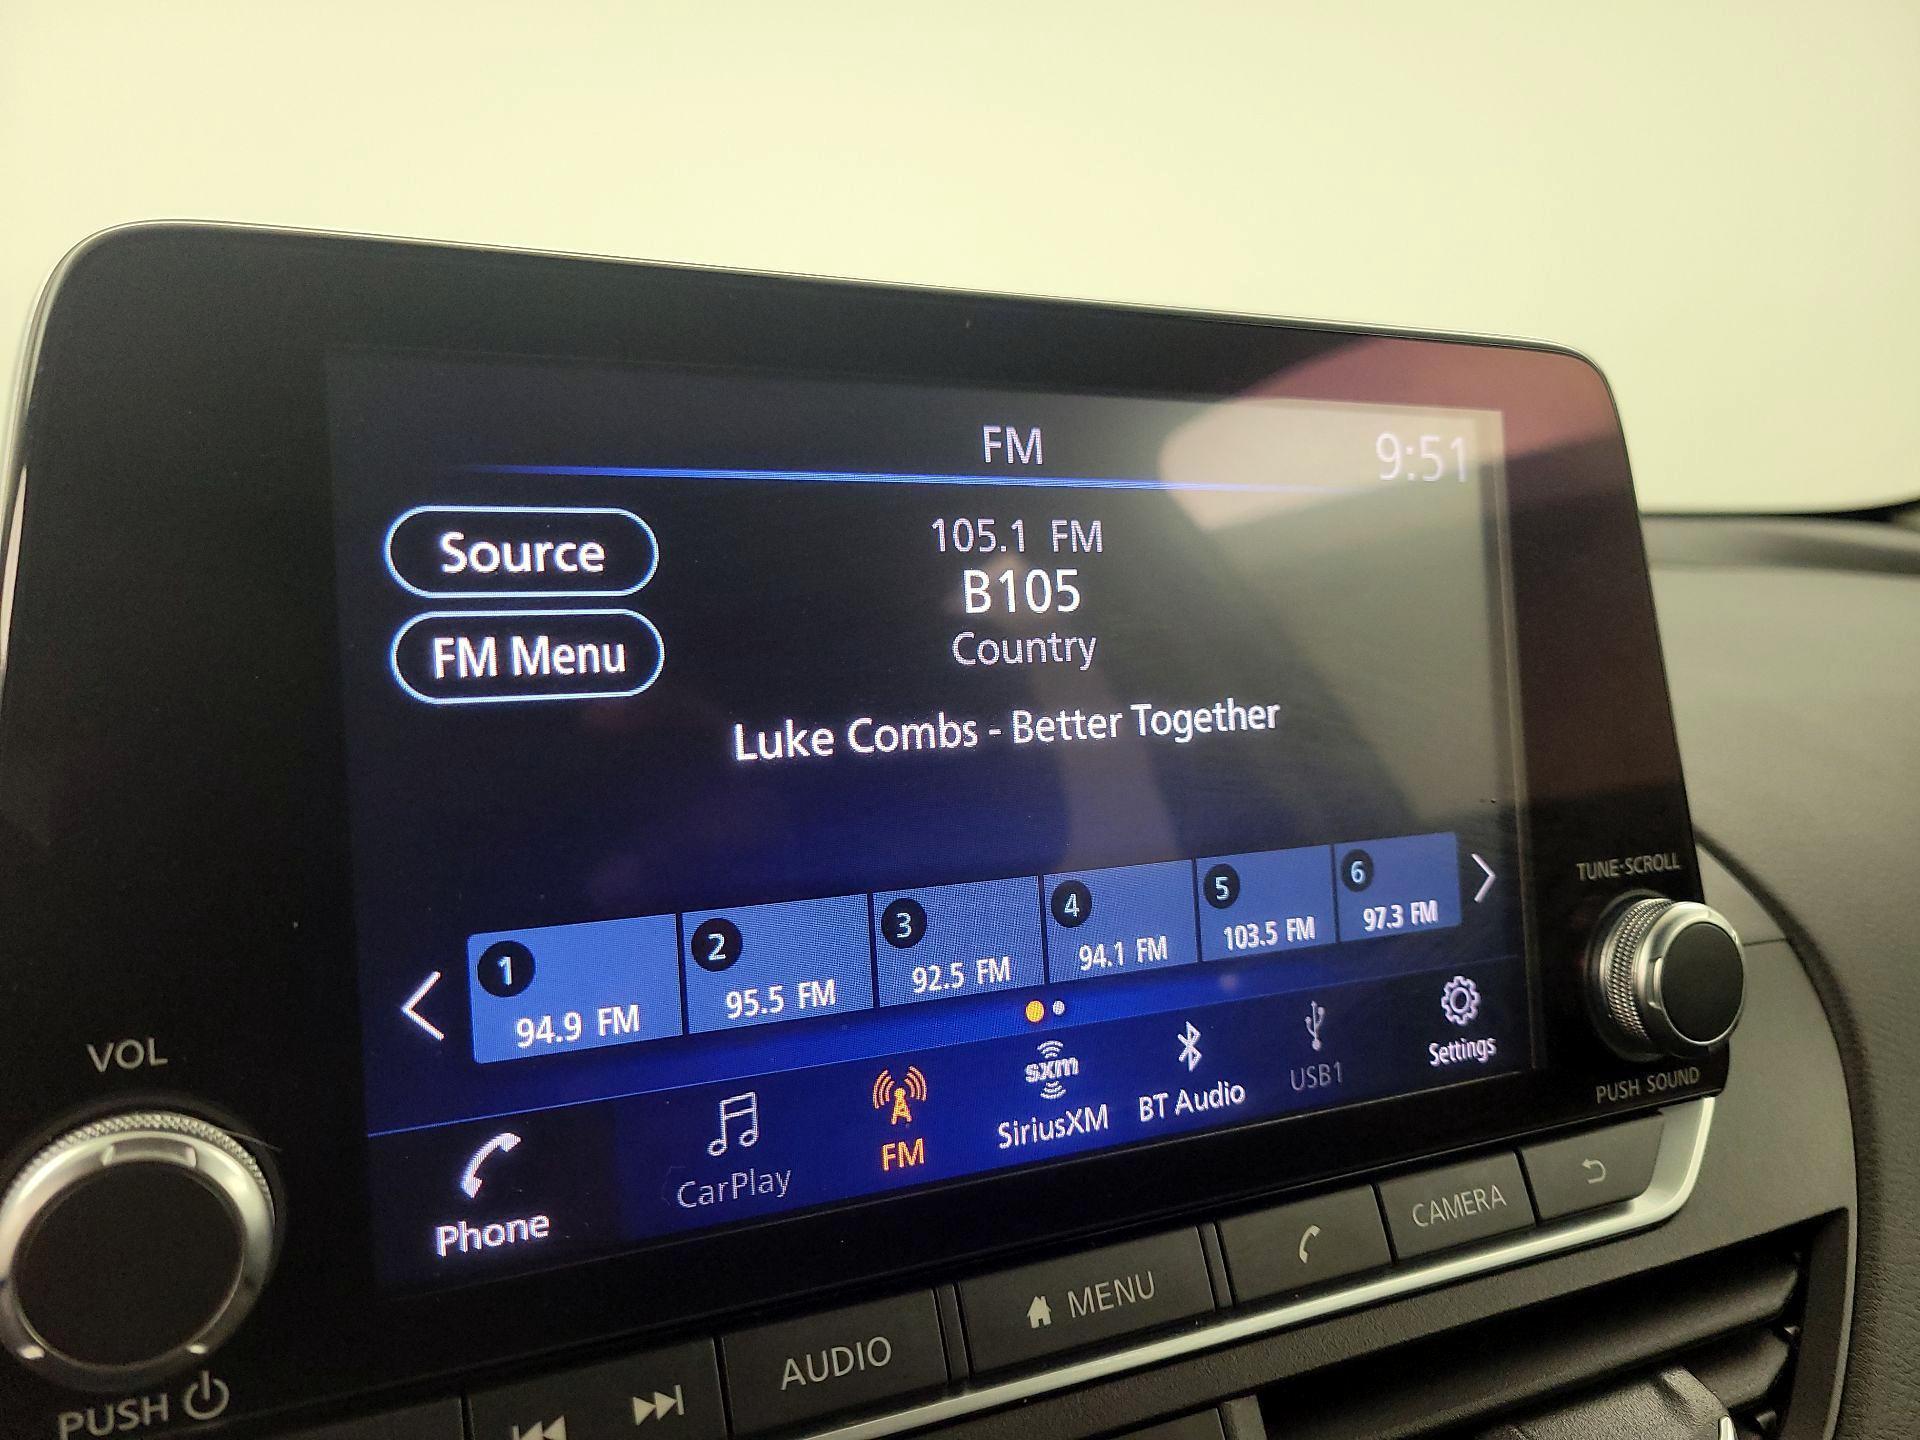 FM
9:51
Source
105.1 FM
B105
FM Menu
Country
Luke Combs - Better Together
1
94.9 FM
2
95.5 FM
3
92.5 FM
4
94.1 FM
5
103.5 FM
6
97.3 FM
Phone
CarPlay
FM
sxm
SiriusXM
BT Audio
USB1
Settings
VOL
PUSH
TUNE·SCROLL
PUSH SOUND
AUDIO
MENU
CAMERA